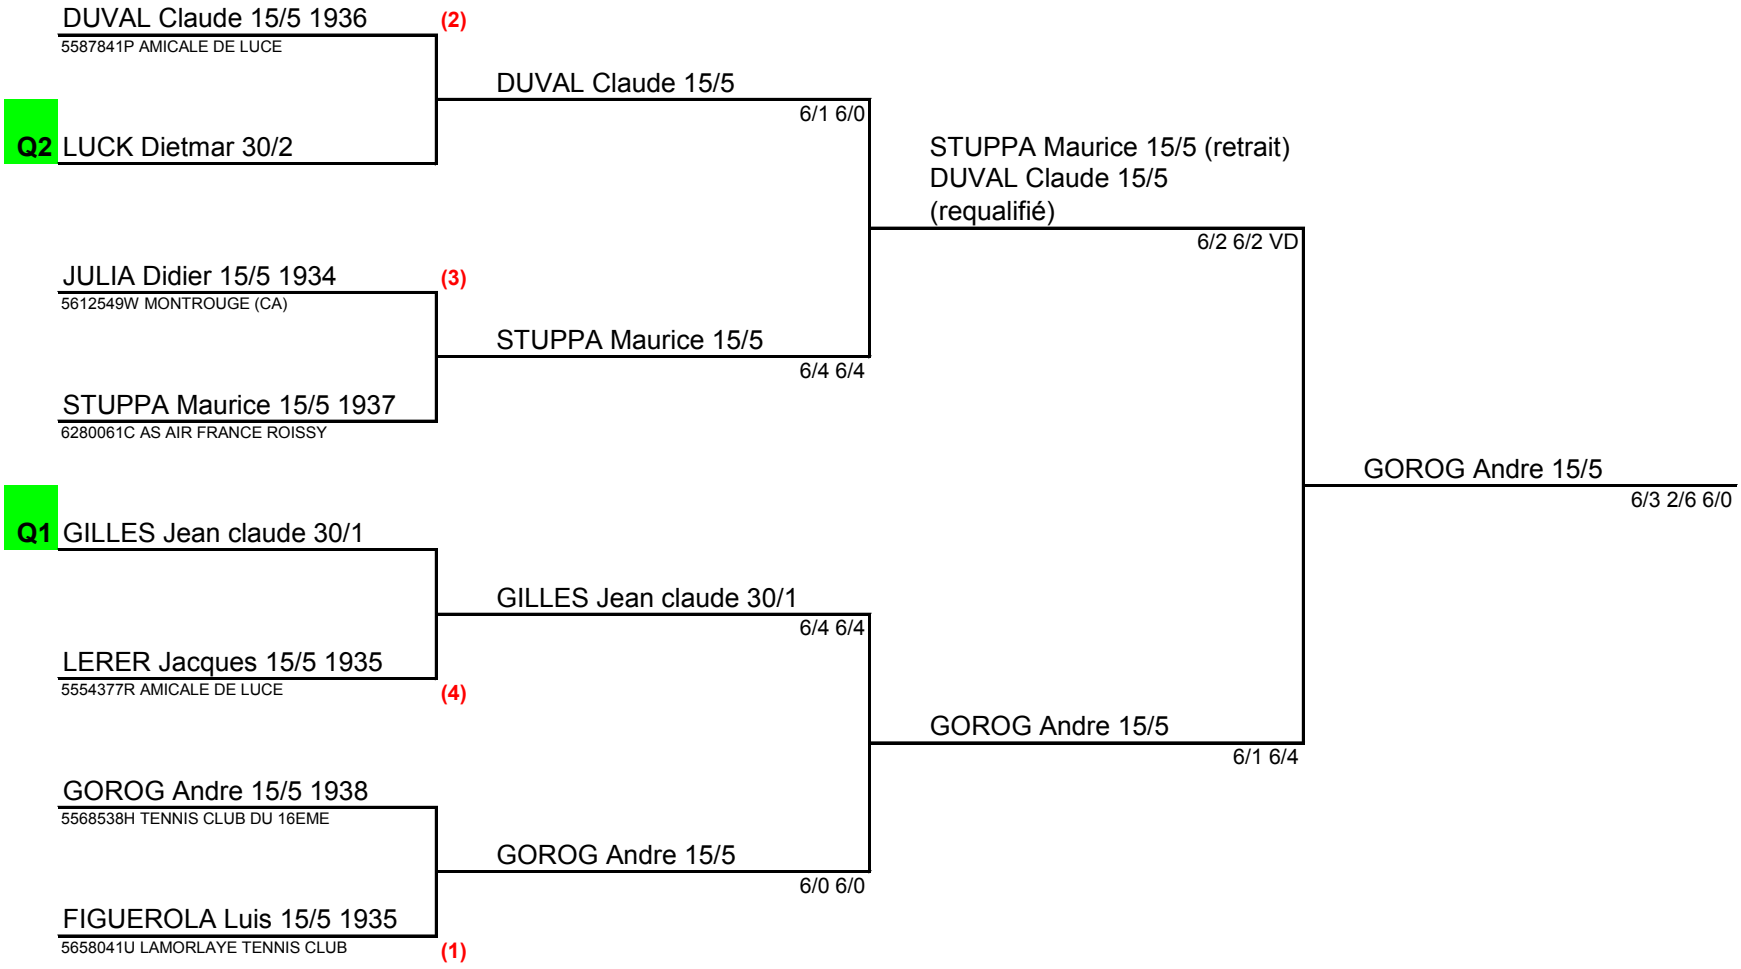 DUVAL Claude 15/5 1936
(2)
5587841P AMICALE DE LUCE
DUVAL Claude 15/5
6/1 6/0
Q2 LUCK Dietmar 30/2
STUPPA Maurice 15/5 (retrait)
DUVAL Claude 15/5
(requalifié)
6/2 6/2 VD
JULIA Didier 15/5 1934
(3)
5612549W MONTROUGE (CA)
STUPPA Maurice 15/5
6/4 6/4
STUPPA Maurice 15/5 1937
6280061C AS AIR FRANCE ROISSY
GOROG Andre 15/5
6/3 2/6 6/0
Q1 GILLES Jean claude 30/1
GILLES Jean claude 30/1
6/4 6/4
LERER Jacques 15/5 1935
5554377R AMICALE DE LUCE
(4)
GOROG Andre 15/5
6/1 6/4
GOROG Andre 15/5 1938
5568538H TENNIS CLUB DU 16EME
GOROG Andre 15/5
6/0 6/0
FIGUEROLA Luis 15/5 1935
5658041U LAMORLAYE TENNIS CLUB
(1)